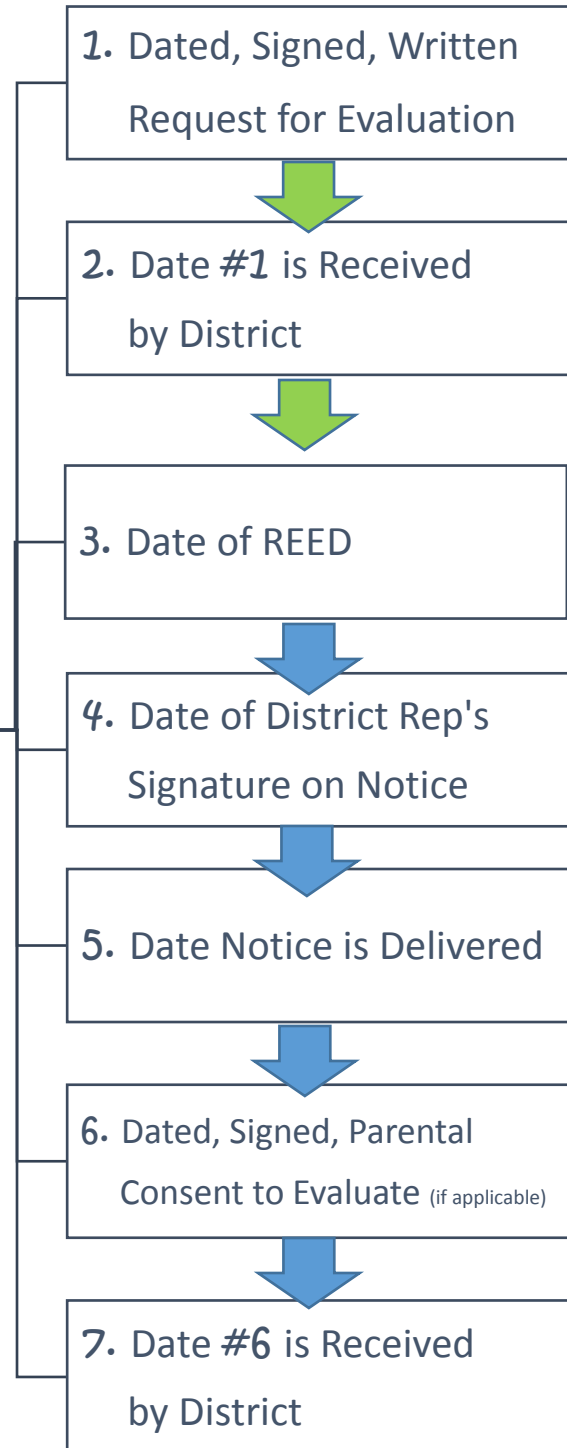 1. Dated, Signed, Written
Request for Evaluation
2. Date #1 is Received
by District
3. Date of REED
4. Date of District Rep's
Signature on Notice
5. Date Notice is Delivered
6. Dated, Signed, Parental
Consent to Evaluate (if applicable)
7. Date #6 is Received
by District